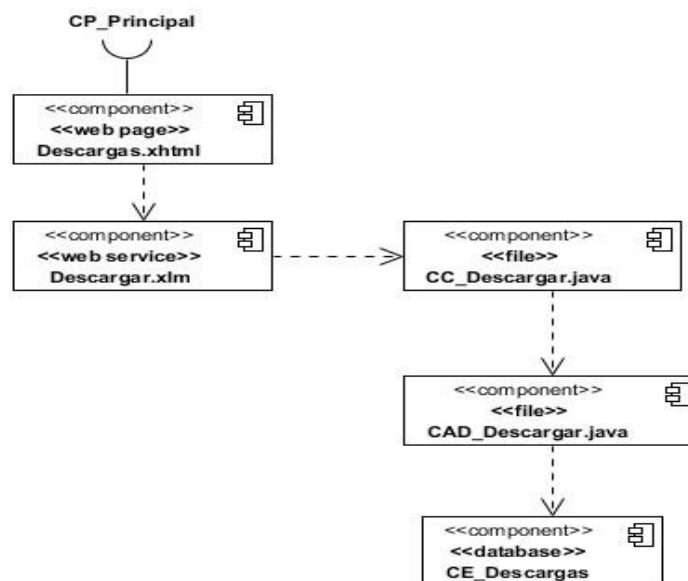 CP_Principal
<<component>>
<<web page>>
Descargas.xhtml
<<component>>
<<web service>>
Descargar.xlm
<<component>>
<<file>>
CC_Descargar.java
<<component>>
<<file>>
CAD_Descargar.java
<<component>>
<<database>>
CE_Descargas